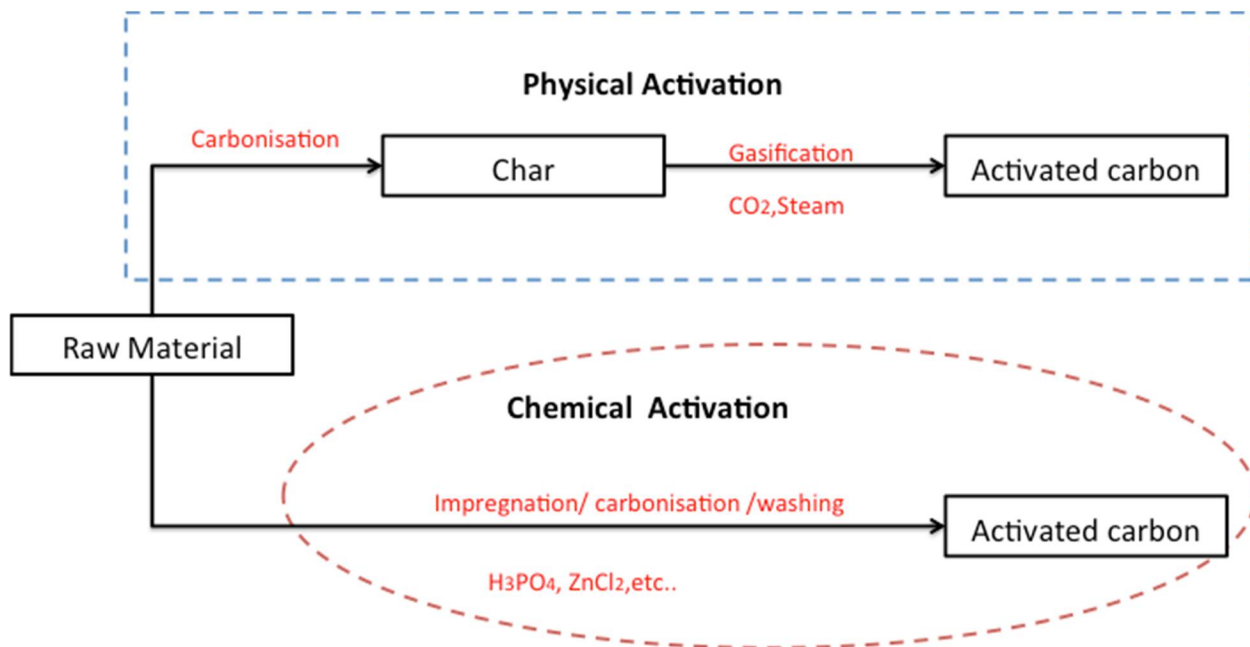 Physical Activation
Carbonisation
Char
Gasification
CO2,Steam
Activated carbon
Raw Material
Chemical  Activation
Impregnation/ carbonisation /washing
H3PO4, ZnCl2,etc..
Activated carbon